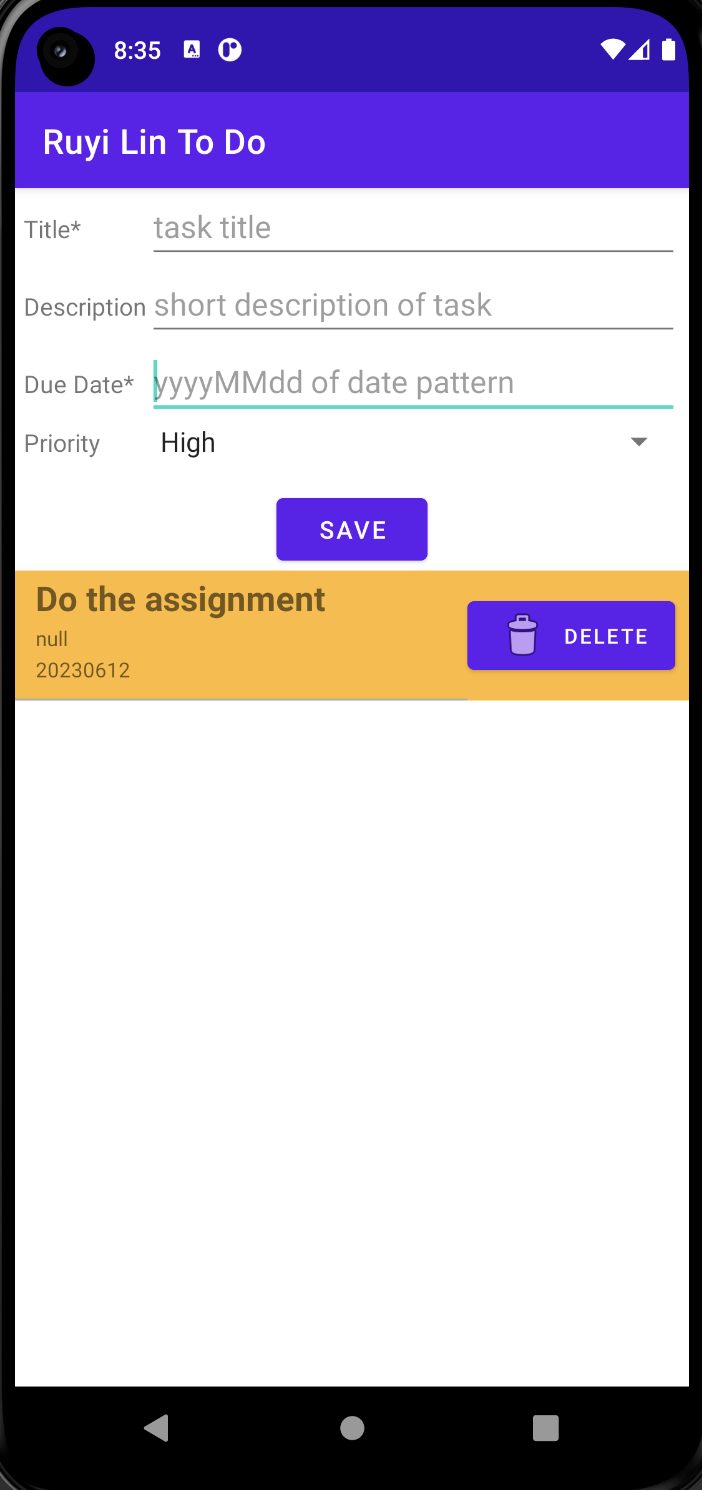 8:35
Ruyi Lin To Do
Title* task title
Description short description of task
Due Date* yyyyMMdd of date pattern
Priority High
SAVE
Do the assignment
null
20230612
DELETE